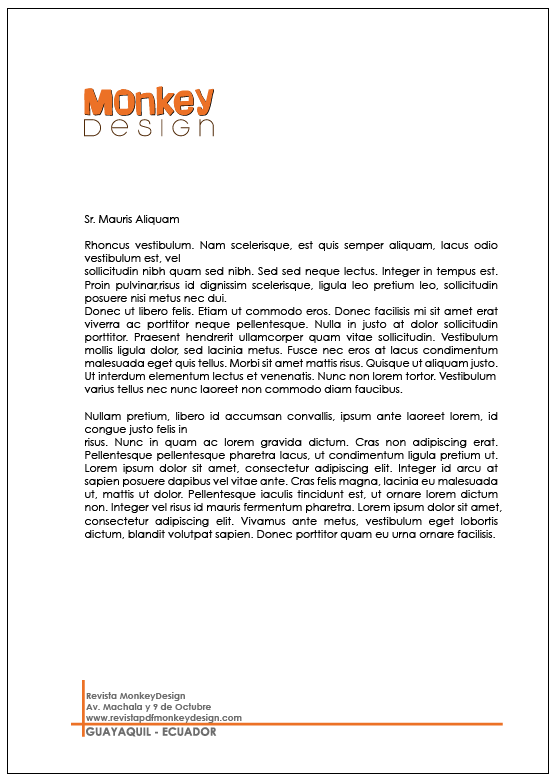 Monkey
Design
Sr. Mauris Aliquam
Rhoncus vestibulum. Nam scelerisque, est quis semper aliquam, lacus odio
vestibulum est, vel
sollicitudin nibh quam sed nibh. Sed sed neque lectus. Integer in tempus est.
Proin pulvinar,risus id dignissim scelerisque, ligula leo pretium leo, sollicitudin
posuere nisi metus nec dui.
Donec ut libero felis. Etiam ut commodo eros. Donec facilisis mi sit amet erat
viverra ac porttitor neque pellentesque. Nulla in justo at dolor sollicitudin
porttitor. Praesent hendrerit ullamcorper quam vitae sollicitudin. Vestibulum
mollis ligula dolor, sed lacinia metus. Fusce nec eros at lacus condimentum
malesuada eget quis tellus. Morbi sit amet mattis risus. Quisque ut aliquam justo.
Ut interdum elementum lectus et venenatis. Nunc non lorem tortor. Vestibulum
varius tellus nec nunc laoreet non commodo diam faucibus.
Nullam pretium, libero id accumsan convallis, ipsum ante laoreet lorem, id
congue justo felis in
risus. Nunc in quam ac lorem gravida dictum. Cras non adipiscing erat.
Pellentesque pellentesque pharetra lacus, ut condimentum ligula pretium ut.
Lorem ipsum dolor sit amet, consectetur adipiscing elit. Integer id arcu at
sapien posuere dapibus vel vitae ante. Cras felis magna, lacinia eu malesuada
ut, mattis ut dolor. Pellentesque iaculis tincidunt est, ut ornare lorem dictum
non. Integer vel risus id mauris fermentum pharetra. Lorem ipsum dolor sit amet,
consectetur adipiscing elit. Vivamus ante metus, vestibulum eget lobortis
dictum, blandit volutpat sapien. Donec porttitor quam eu urna ornare facilisis.
Revista MonkeyDesign
Av. Machala y 9 de Octubre
www.revistapdfmonkeydesign.com
GUAYAQUIL - ECUADOR